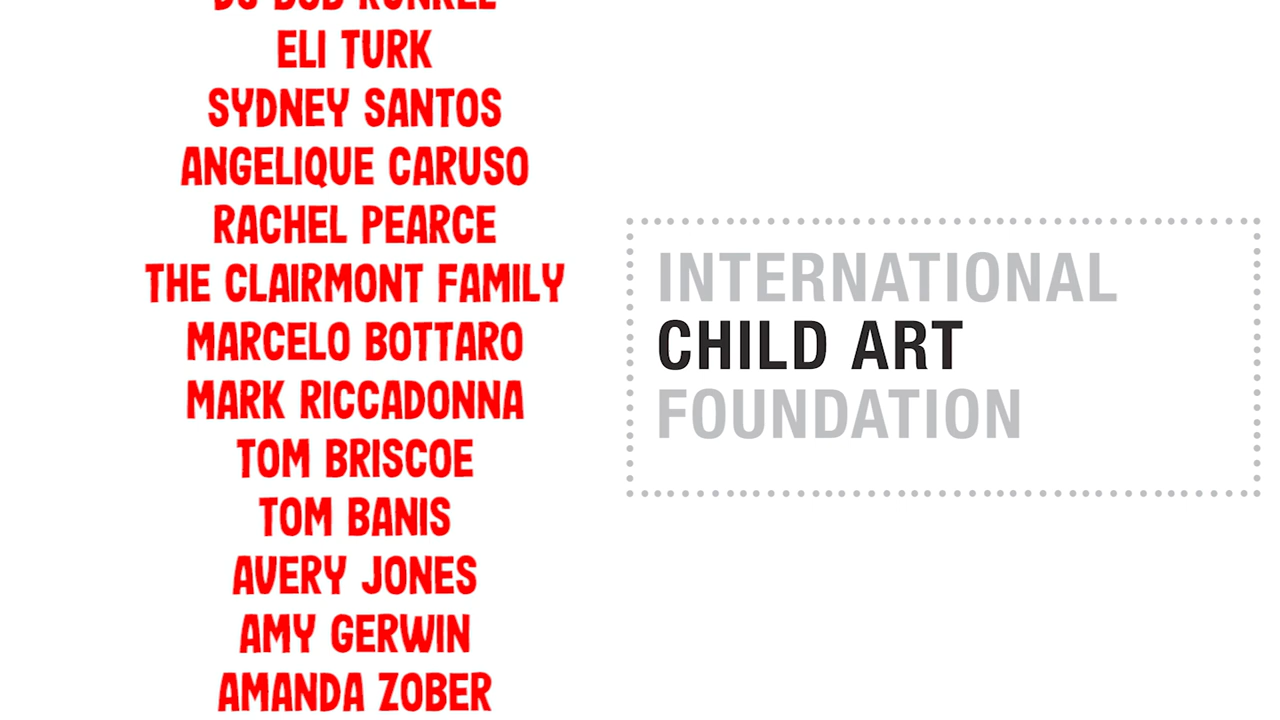 ELI TURK
SYDNEY SANTOS
ANGELIQUE CARUSO
RACHEL PEARCE
THE CLAIRMONT FAMILY
MARCELO BOTTARO
MARK RICCADONNA
TOM BRISCOE
TOM BANIS
AVERY JONES
AMY GERWIN
AMANDA ZOBER
INTERNATIONAL
CHILD ART
FOUNDATION